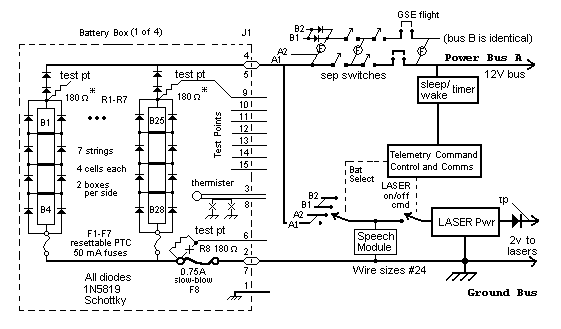 Battery Box (1 of 4)
J1
B2
B1
A2
A1
F
F
F
GSE flight
(bus B is identical)
Power Bus A
12V bus
sep switches
sleep/
wake
timer
4
5
9
10
11
12
13
14
15
3
8
6
2
7
1
test pt
180 Ω *
R1-R7
test pt
180 Ω *
B1
B4
B25
B28
7 strings
4 cells each
2 boxes
per side
Test Points
thermister
F1-F7
resettable PTC
50 mA fuses
test pt
R8 180 Ω
0.75A
slow-blow
F8
All diodes
1N5819
Schottky
Telemetry Command
Control and Comms
Bat
Select
LASER
on/off
cmd
B2
B1
A2
A1
LASER Pwr
tp
2v to
lasers
Speech
Module
Wire sizes #24
Ground Bus